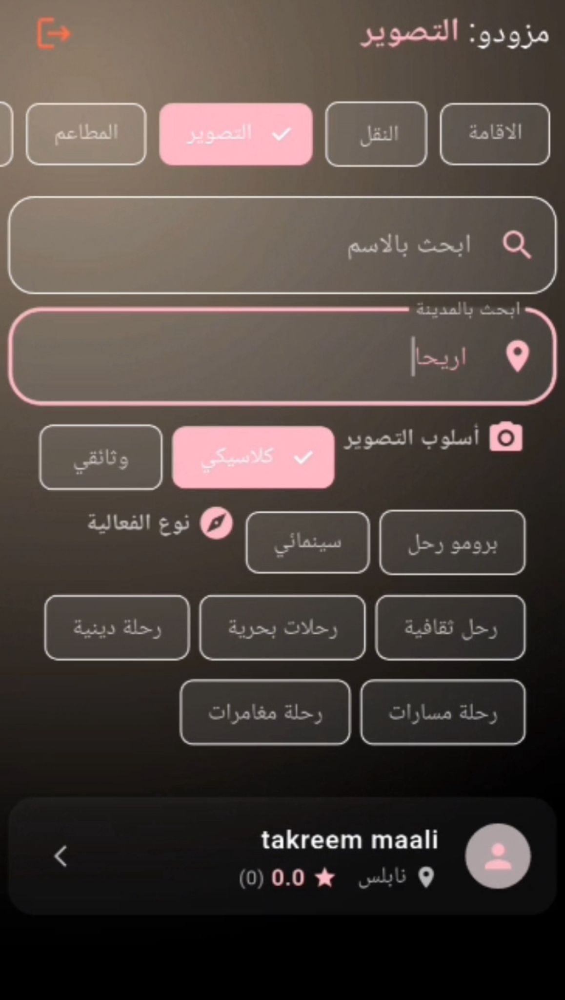 مزودو: التصوير
الاقامة
النقل
التصوير
المطاعم
ابحث بالاسم
ابحث بالمدينة
اريحا
أسلوب التصوير
كلاسيكي
وثائقي
برومو رحل
سينمائي
نوع الفعالية
رحل ثقافية
رحلات بحرية
رحلة دينية
رحلة مسارات
رحلة مغامرات
takreem maali
نابلس 0.0 (0)